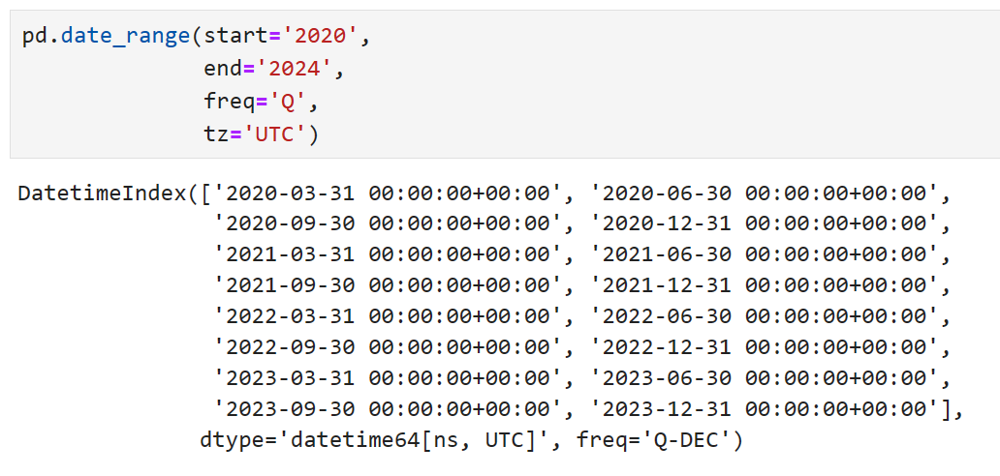 pd.date_range(start='2020',
end='2024',
freq='Q',
tz='UTC')
DatetimeIndex(['2020-03-31 00:00:00+00:00', '2020-06-30 00:00:00+00:00',
'2020-09-30 00:00:00+00:00', '2020-12-31 00:00:00+00:00',
'2021-03-31 00:00:00+00:00', '2021-06-30 00:00:00+00:00',
'2021-09-30 00:00:00+00:00', '2021-12-31 00:00:00+00:00',
'2022-03-31 00:00:00+00:00', '2022-06-30 00:00:00+00:00',
'2022-09-30 00:00:00+00:00', '2022-12-31 00:00:00+00:00',
'2023-03-31 00:00:00+00:00', '2023-06-30 00:00:00+00:00',
'2023-09-30 00:00:00+00:00', '2023-12-31 00:00:00+00:00'],
dtype='datetime64[ns, UTC]', freq='Q-DEC')